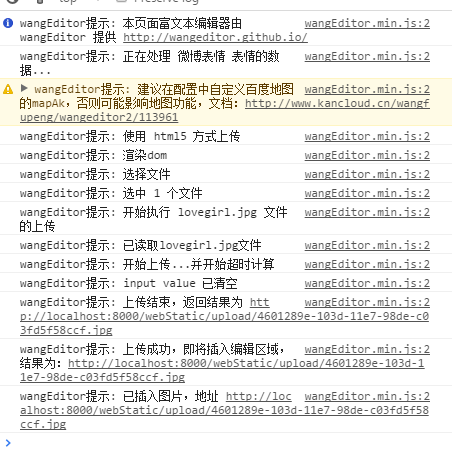 top
Preserve log
wangEditor提示: 本页面富文本编辑器由 wangEditor.min.js:2
wangEditor 提供 http://wangeditor.github.io/
wangEditor提示: 正在处理 微博表情 表情的数 wangEditor.min.js:2
据...
wangEditor提示: 建议在配置中自定义百度地图 wangEditor.min.js:2
的mapAk，否则可能影响地图功能，文档: http://www.kancloud.cn/wangf
upeng/wangeditor2/113961
wangEditor提示: 使用 html5 方式上传 wangEditor.min.js:2
wangEditor提示: 渲染dom wangEditor.min.js:2
wangEditor提示: 选择文件 wangEditor.min.js:2
wangEditor提示: 选中 1 个文件 wangEditor.min.js:2
wangEditor提示: 开始执行 lovegirl.jpg 文件 wangEditor.min.js:2
的上传
wangEditor提示: 已读取lovegirl.jpg文件 wangEditor.min.js:2
wangEditor提示: 开始上传...并开始超时计算 wangEditor.min.js:2
wangEditor提示: input value 已清空 wangEditor.min.js:2
wangEditor提示: 上传结束，返回结果为 htt wangEditor.min.js:2
p://localhost:8000/webStatic/upload/4601289e-103d-11e7-98de-c
03fd5f58ccf.jpg
wangEditor提示: 上传成功，即将插入编辑区域， wangEditor.min.js:2
结果为: http://localhost:8000/webStatic/upload/4601289e-103d-1
1e7-98de-c03fd5f58ccf.jpg
wangEditor提示: 已插入图片，地址 http://loc wangEditor.min.js:2
alhost:8000/webStatic/upload/4601289e-103d-11e7-98de-c03fd5f58
ccf.jpg